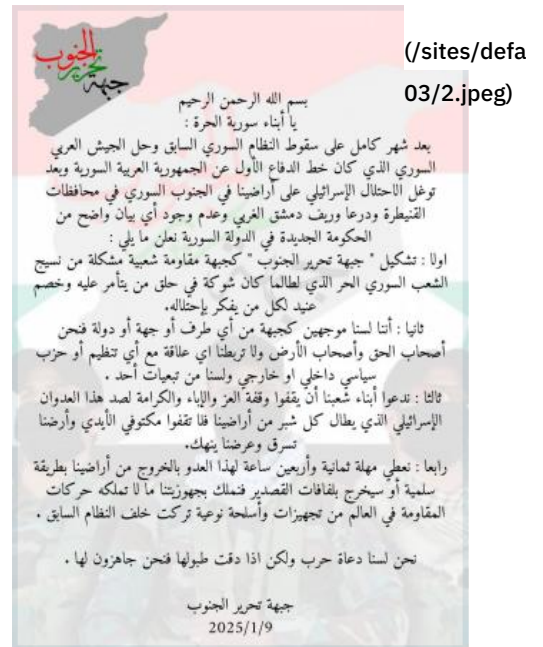 (/sites/defa
03/2.jpeg)
جبهة تحرير الجنوب
بسم الله الرحمن الرحيم
يا أبناء سورية الحرة :
بعد شهر كامل على سقوط النظام السوري السابق وحل الجيش العربي
السوري الذي كان خط الدفاع الأول عن الجمهورية العربية السورية وبعد
توغل الاحتلال الإسرائيلي على أراضينا في الجنوب السوري في محافظات
القنيطرة ودرعا وريف دمشق الغربي وعدم وجود أي بيان واضح من
الحكومة الجديدة في الدولة السورية نعلن ما يلي :
اولا : تشكيل " جبهة تحرير الجنوب " كجبهة مقاومة شعبية مشكلة من نسيج
الشعب السوري الحر الذي لطالما كان شوكة في حلق من يتأمر عليه وخصم
عنيد لكل من يفكر بإحتلاله.
ثانيا : أننا لسنا موجهين كجبهة من أي طرف أو جهة أو دولة فنحن
أصحاب الحق وأصحاب الأرض ولا تربطنا اي علاقة مع أي تنظيم أو حزب
سياسي داخلي او خارجي ولسنا من تبعيات أحد .
ثالثا : ندعوا أبناء شعبنا أن يقفوا وقفة العز والإباء والكرامة لصد هذا العدوان
الإسرائيلي الذي يطال كل شبر من أراضينا فلا تقفوا مكتوفي الأيدي وأرضنا
تسرق وعرضنا ينهك.
رابعا : نعطي مهلة ثمانية وأربعين ساعة لهذا العدو بالخروج من أراضينا بطريقة
سلمية أو سيخرج بلفافات القصدير فنملك بجهوزيتنا ما لا تملكه حركات
المقاومة في العالم من تجهيزات وأسلحة نوعية تركت خلف النظام السابق .
نحن لسنا دعاة حرب ولكن اذا دقت طبولها فنحن جاهزون لها .
جبهة تحرير الجنوب
2025/1/9